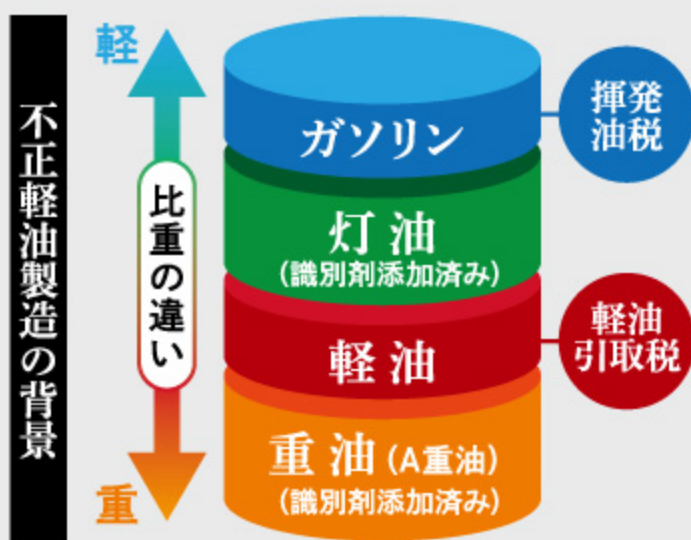 不正軽油製造の背景
軽
比重の違い
重
ガソリン
揮発
油税
灯油
(識別剤添加済み)
軽油
軽油
引取税
重油(A重油)
(識別剤添加済み)